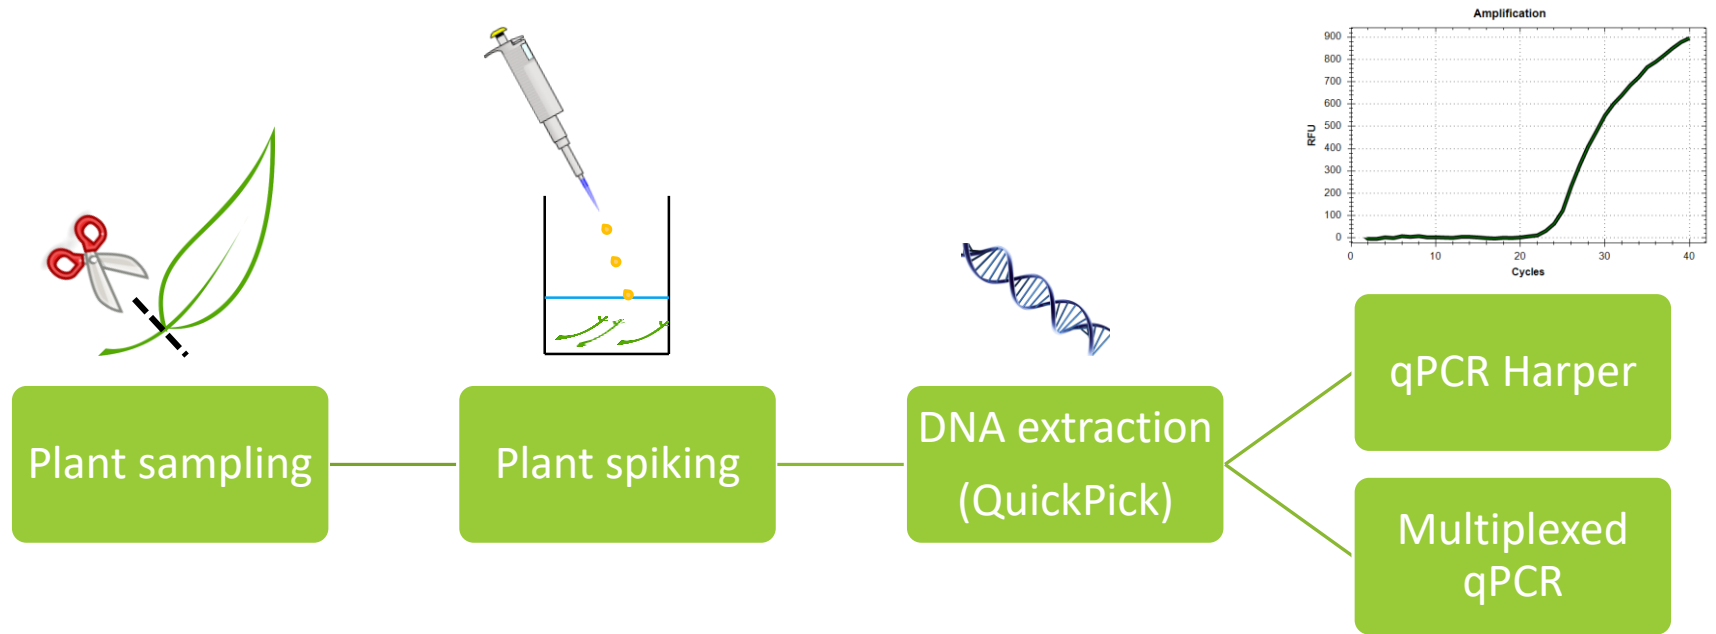 Amplification
RFU
900
800
700
600
500
400
300
200
100
0
0
10
20
30
40
Cycles
Plant sampling
Plant spiking
DNA extraction
(QuickPick)
qPCR Harper
Multiplexed
qPCR